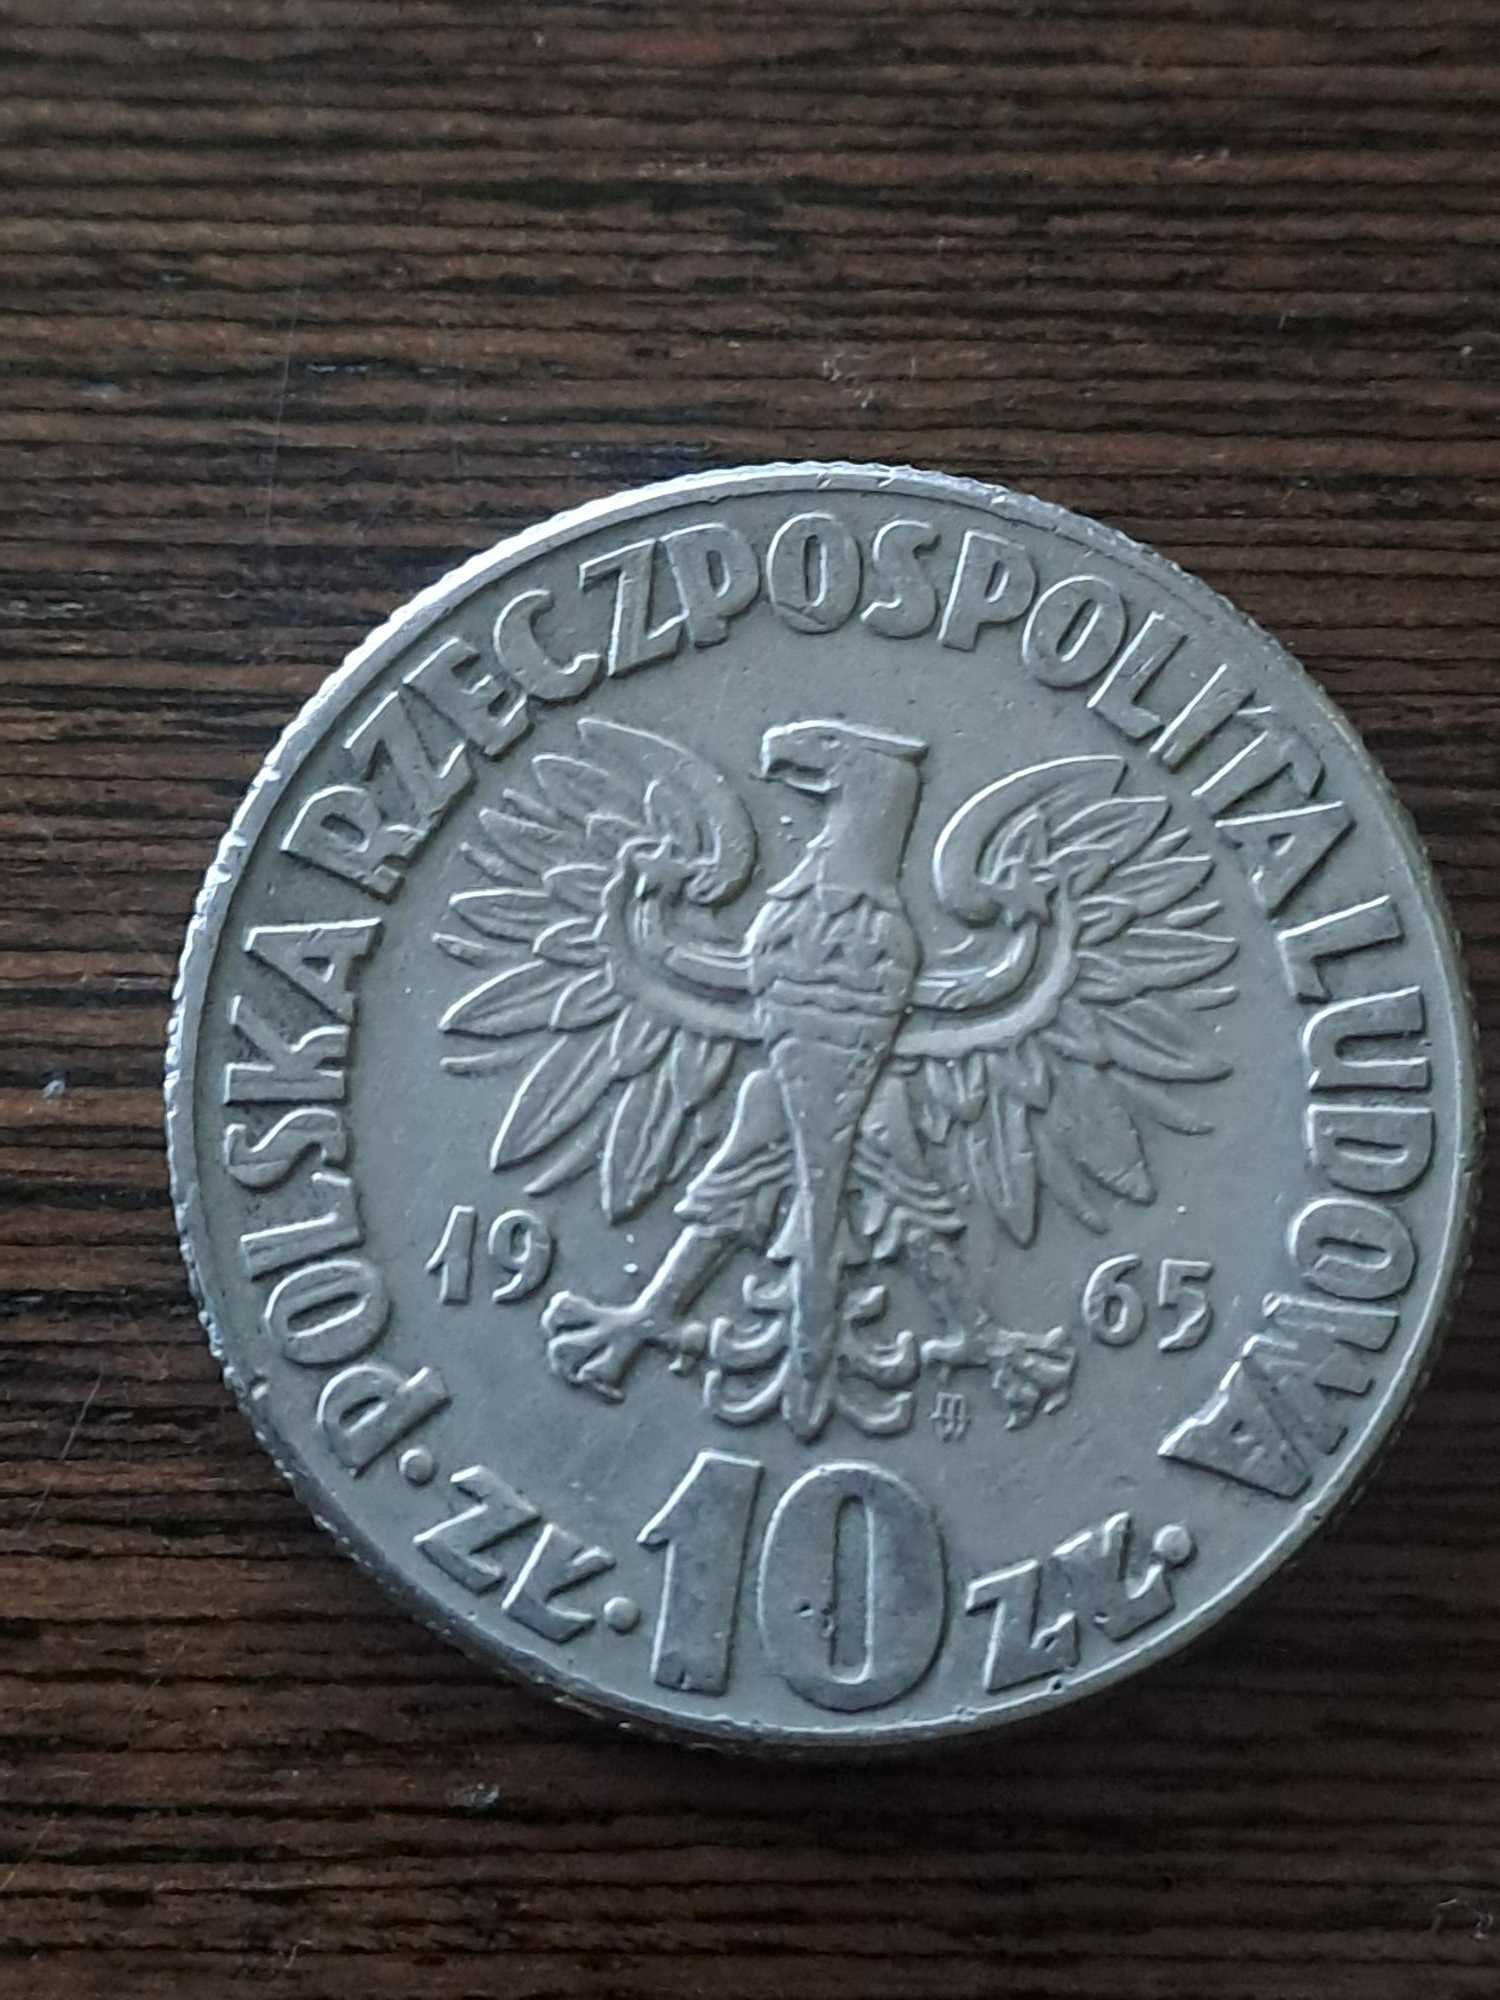 POLSKA RZECZPOSPOLITA LUDOWA
19 65
ZŁ · 10 ZŁ ·